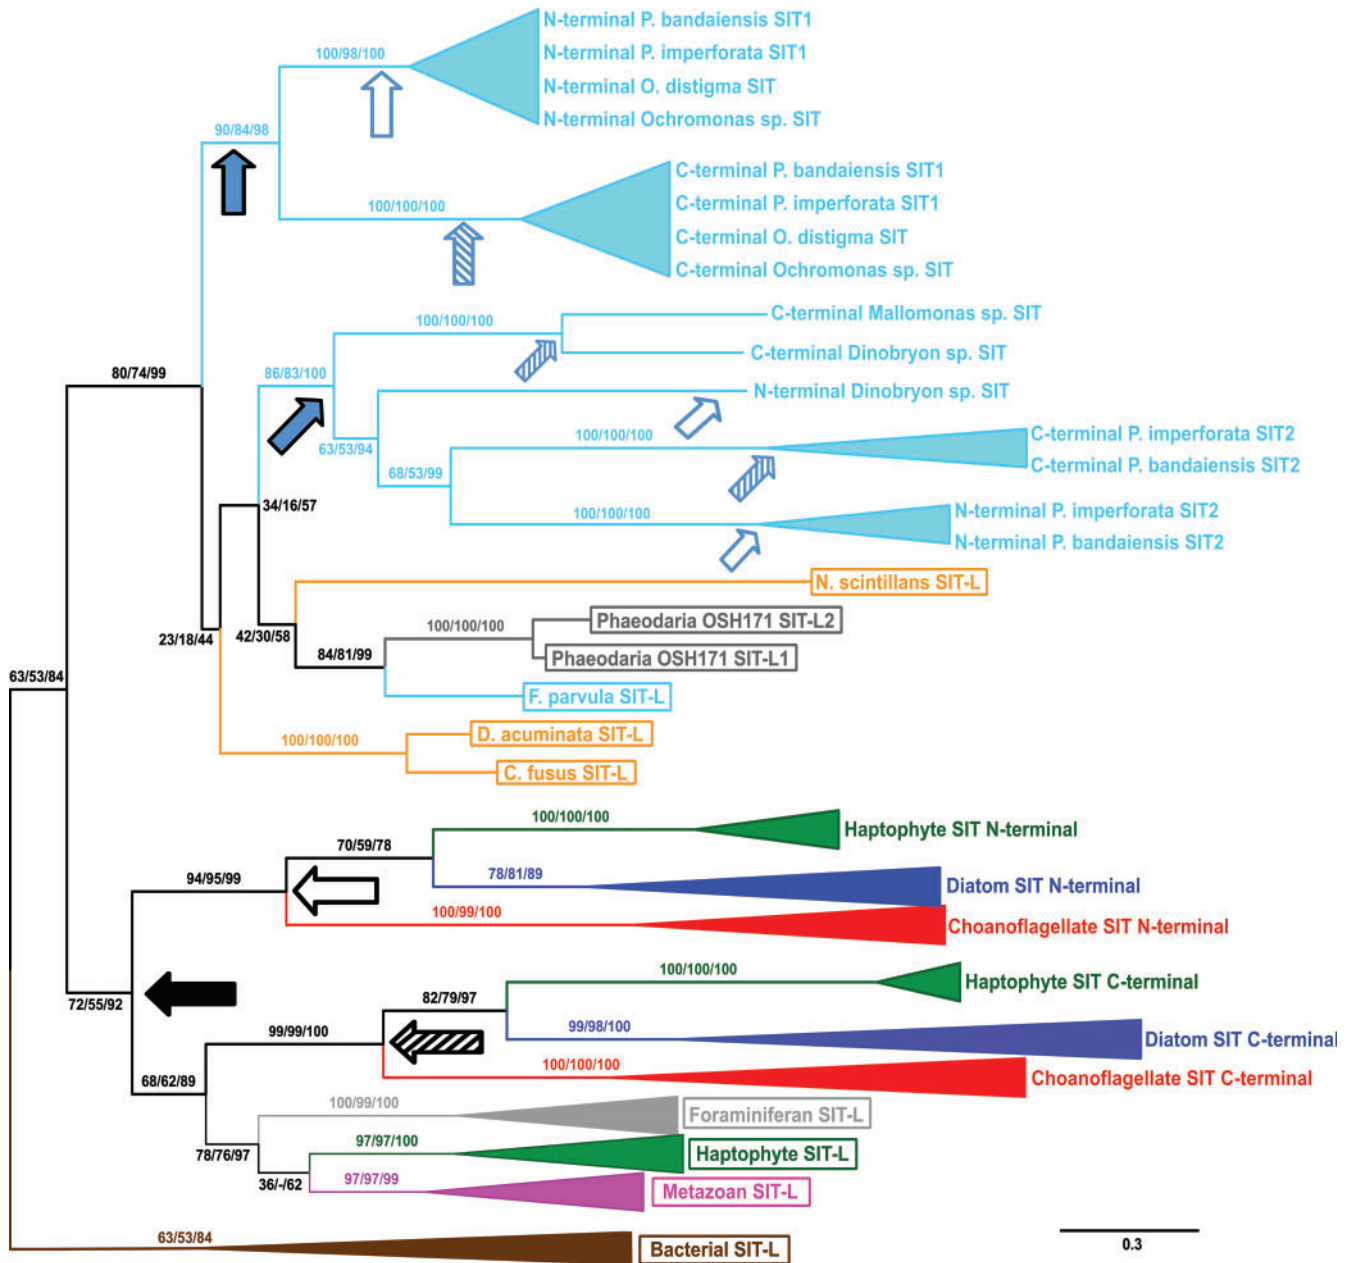 N-terminal P. bandaiensis SIT1
100/98/100
N-terminal P. imperforata SIT1
N-terminal O. distigma SIT
N-terminal Ochromonas sp. SIT
90/84/98
C-terminal P. bandaiensis SIT1
100/100/100
C-terminal P. imperforata SIT1
C-terminal O. distigma SIT
C-terminal Ochromonas sp. SIT
C-terminal Mallomonas sp. SIT
100/100/100
C-terminal Dinobryon sp. SIT
80/74/99
86/83/100
N-terminal Dinobryon sp. SIT
C-terminal P. imperforata SIT2
100/100/100
63/53/94
C-terminal P. bandaiensis SIT2
68/53/99
34/16/57
N-terminal P. imperforata SIT2
100/100/100
N-terminal P. bandaiensis SIT2
N. scintillans SIT-L
Phaeodaria OSH171 SIT-L2
100/100/100
23/18/44
42/30/58
84/81/99
Phaeodaria OSH171 SIT-L1
63/53/84
F. parvula SIT-L
D. acuminata SIT-L
100/100/100
C. fusus SIT-L
100/100/100
Haptophyte SIT N-terminal
70/59/78
94/95/99
78/81/89
Diatom SIT N-terminal
100/99/100
Choanoflagellate SIT N-terminal
100/100/100
Haptophyte SIT C-terminal
72/55/92
82/79/97
99/99/100
99/98/100
Diatom SIT C-terminal
100/100/100
Choanoflagellate SIT C-terminal
68/62/89
100/99/100
Foraminiferan SIT-L
78/76/97
97/97/100
Haptophyte SIT-L
36/-/62
97/97/99
Metazoan SIT-L
63/53/84
Bacterial SIT-L
0.3